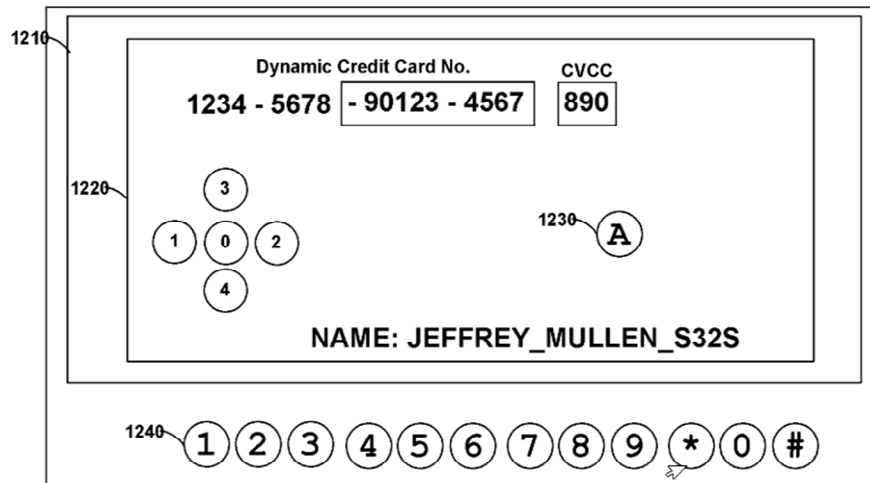 1210
Dynamic Credit Card No. CVCC
1234 - 5678 - 90123 - 4567 890
1220
3
1 0 2
4
1230 A
NAME: JEFFREY_MULLEN_S32S
1240 1 2 3 4 5 6 7 8 9 * 0 #